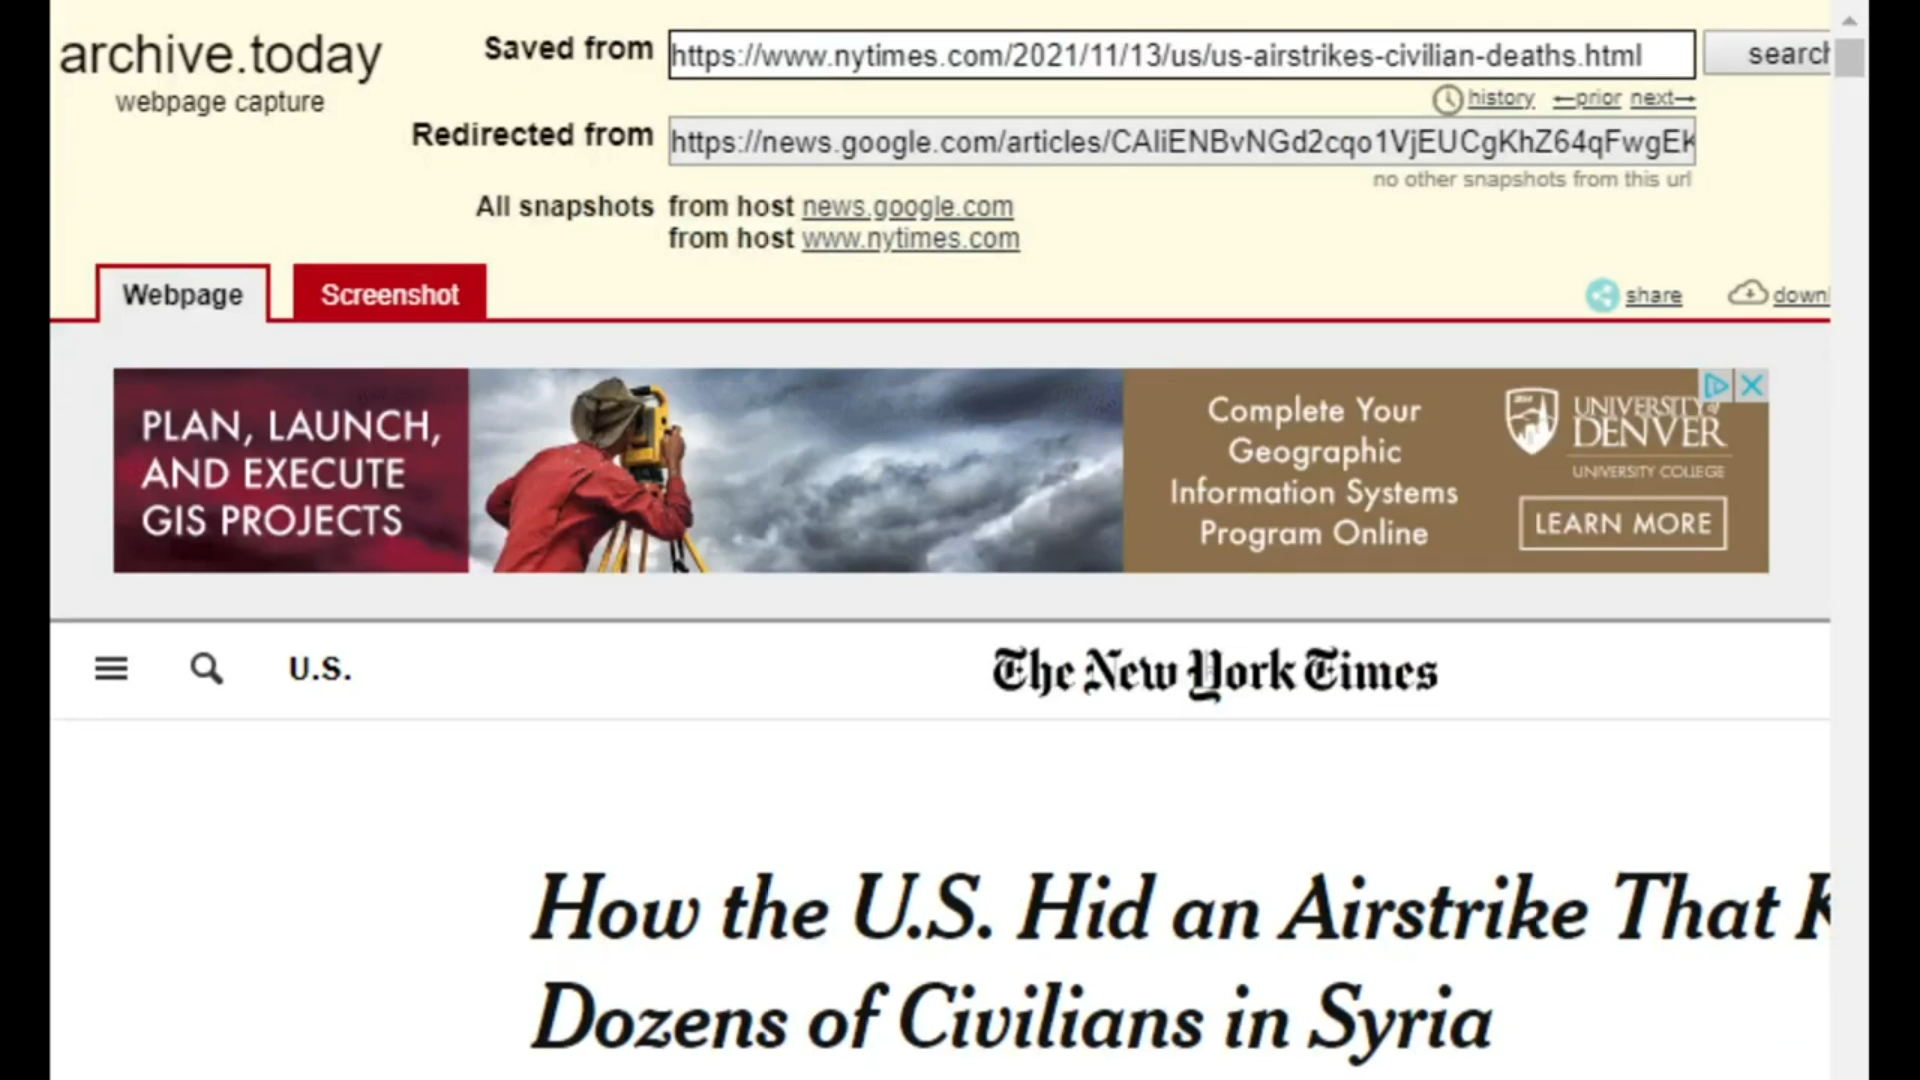 archive.today
webpage capture
Saved from
https://www.nytimes.com/2021/11/13/us/us-airstrikes-civilian-deaths.html
search
history ←prior next→
Redirected from
https://news.google.com/articles/CAIiENBvNGd2cqo1VjEUCgKhZ64qFwgEK
no other snapshots from this url
All snapshots from host news.google.com
from host www.nytimes.com
Webpage
Screenshot
share
downl
PLAN, LAUNCH,
AND EXECUTE
GIS PROJECTS
Complete Your
Geographic
Information Systems
Program Online
UNIVERSITY of
DENVER
UNIVERSITY COLLEGE
LEARN MORE
U.S.
The New York Times
How the U.S. Hid an Airstrike That K
Dozens of Civilians in Syria